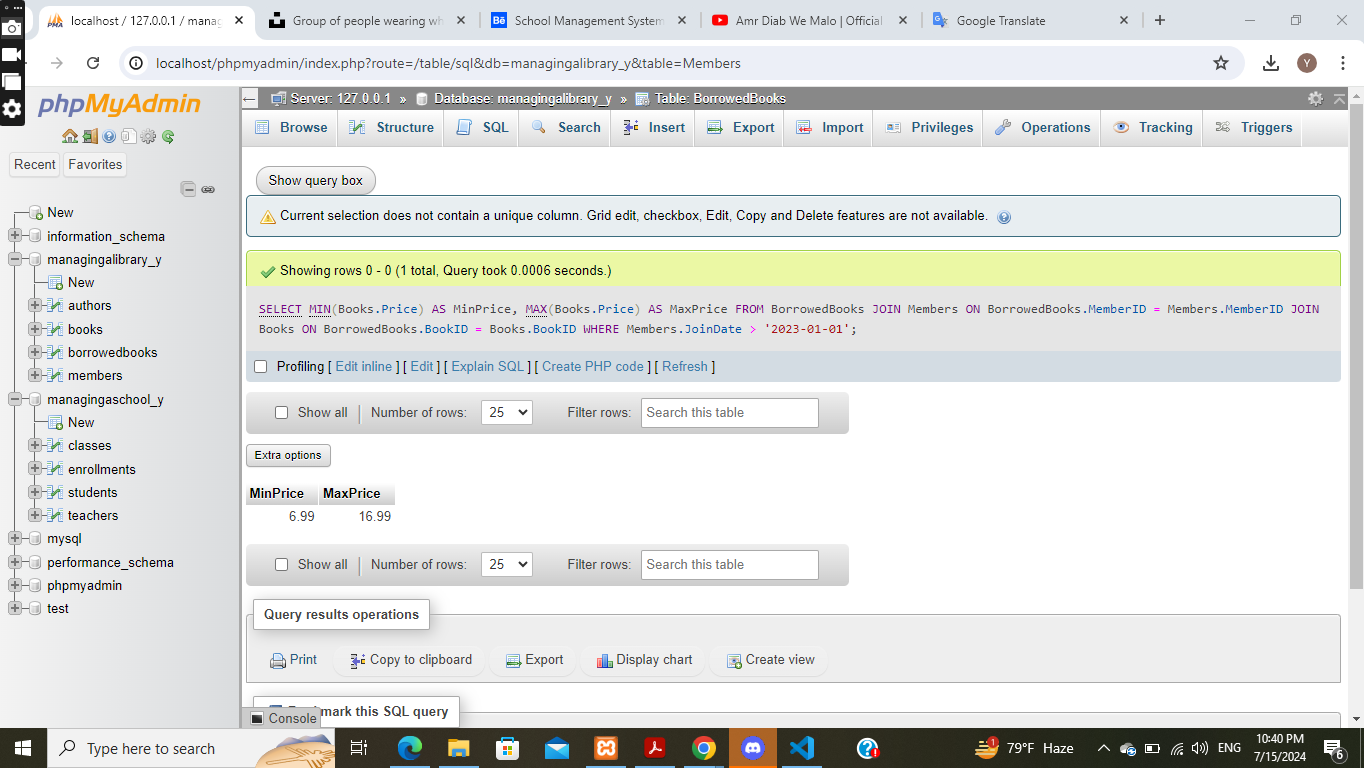 localhost / 127.0.0.1 / manag
Group of people wearing wh
School Management System
Amr Diab We Malo | Official
Google Translate
localhost/phpmyadmin/index.php?route=/table/sql&db=managingalibrary_y&table=Members
Y
phpMyAdmin
Recent
Favorites
New
information_schema
managingalibrary_y
New
authors
books
borrowedbooks
members
managingaschool_y
New
classes
enrollments
students
teachers
mysql
performance_schema
phpmyadmin
test
Server: 127.0.0.1 » Database: managingalibrary_y » Table: BorrowedBooks
Browse
Structure
SQL
Search
Insert
Export
Import
Privileges
Operations
Tracking
Triggers
Show query box
Current selection does not contain a unique column. Grid edit, checkbox, Edit, Copy and Delete features are not available.
Showing rows 0 - 0 (1 total, Query took 0.0006 seconds.)
SELECT MIN(Books.Price) AS MinPrice, MAX(Books.Price) AS MaxPrice FROM BorrowedBooks JOIN Members ON BorrowedBooks.MemberID = Members.MemberID JOIN
Books ON BorrowedBooks.BookID = Books.BookID WHERE Members.JoinDate > '2023-01-01';
Profiling [ Edit inline ] [ Edit ] [ Explain SQL ] [ Create PHP code ] [ Refresh ]
Show all | Number of rows: 25 Filter rows: Search this table
Extra options
MinPrice MaxPrice
6.99 16.99
Show all | Number of rows: 25 Filter rows: Search this table
Query results operations
Print
Copy to clipboard
Export
Display chart
Create view
mark this SQL query
Console
Type here to search
1
79°F Haze
ENG
10:40 PM
7/15/2024
6